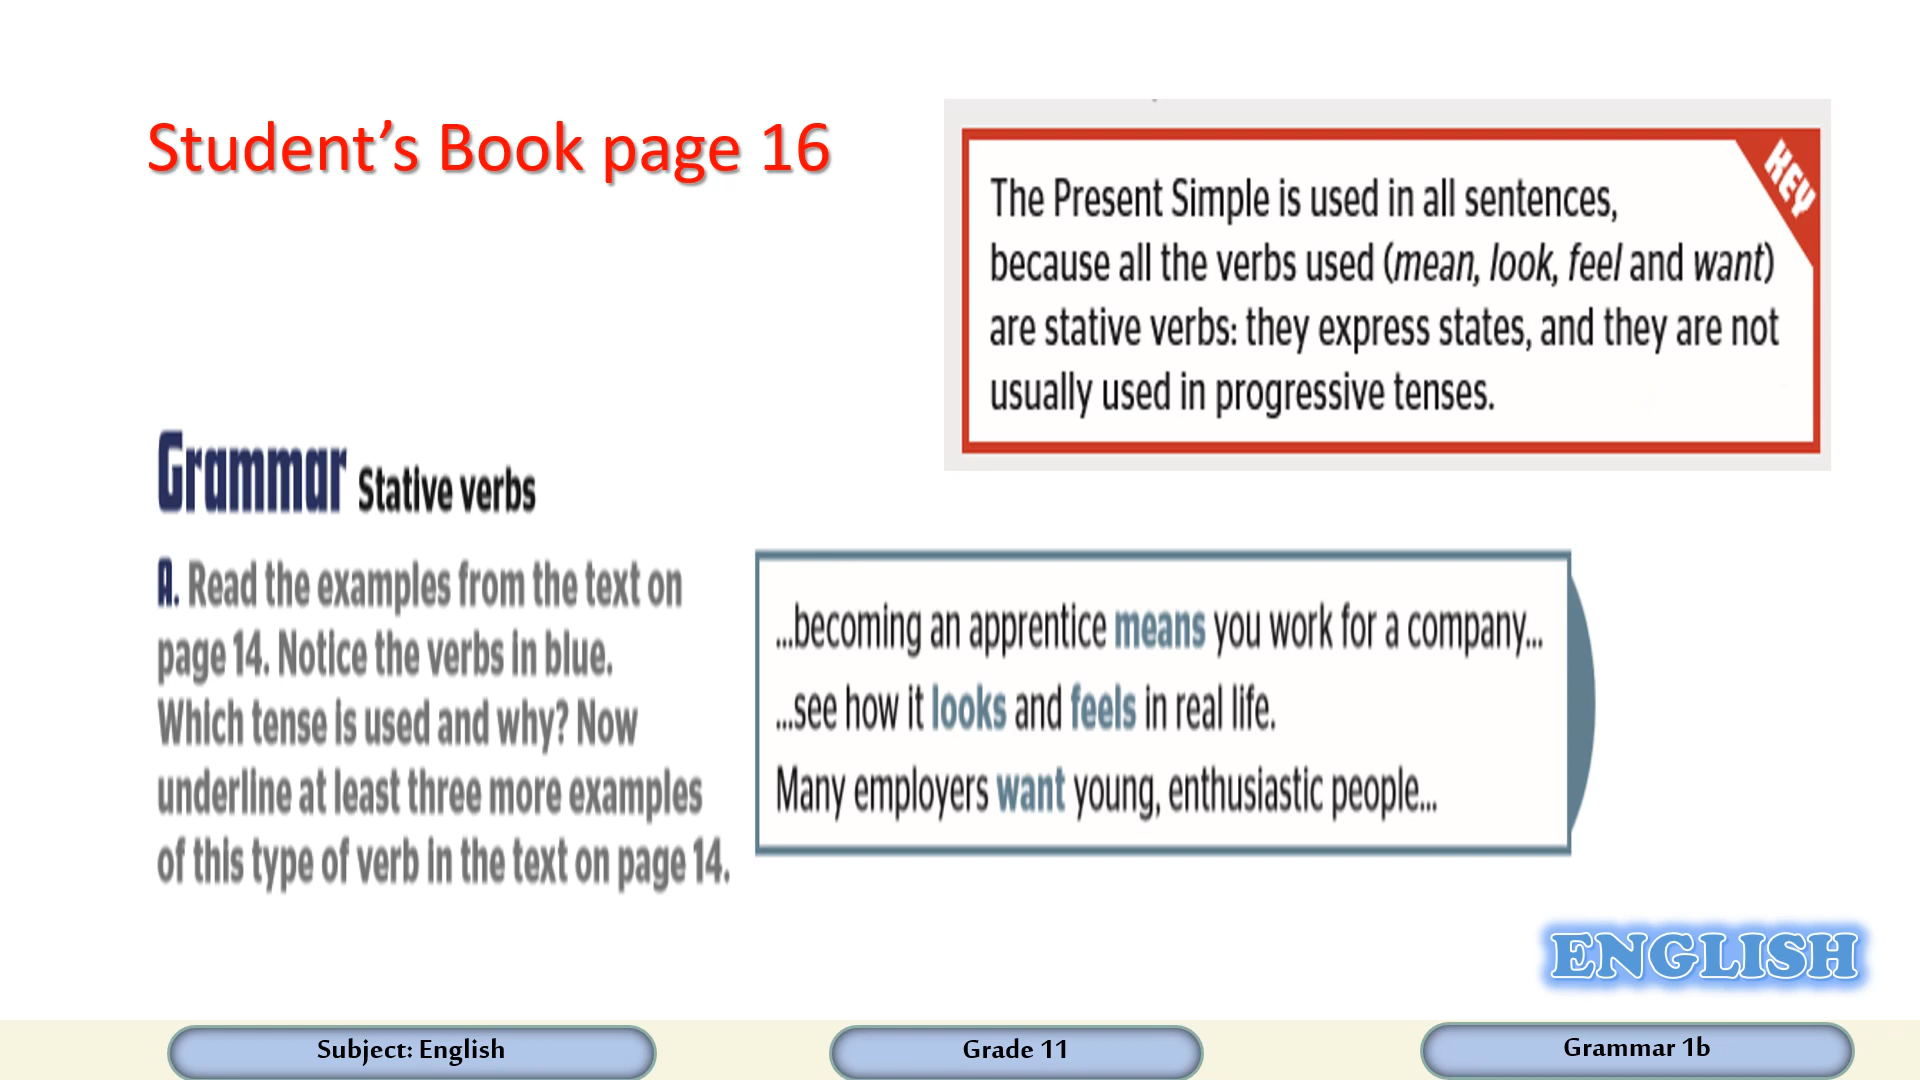 Student’s Book page 16
KEY
The Present Simple is used in all sentences,
because all the verbs used (mean, look, feel and want)
are stative verbs: they express states, and they are not
usually used in progressive tenses.
Grammar Stative verbs
A. Read the examples from the text on
page 14. Notice the verbs in blue.
Which tense is used and why? Now
underline at least three more examples
of this type of verb in the text on page 14.
...becoming an apprentice means you work for a company...
...see how it looks and feels in real life.
Many employers want young, enthusiastic people...
ENGLISH
Subject: English
Grade 11
Grammar 1b